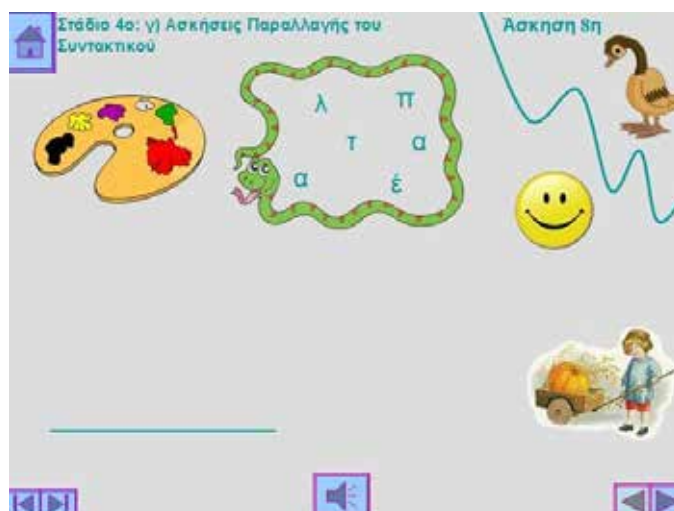 Στάδιο 4ο: γ) Ασκήσεις Παραλλαγής του
Συντακτικού
Άσκηση 8η
λ π
τ α
α έ